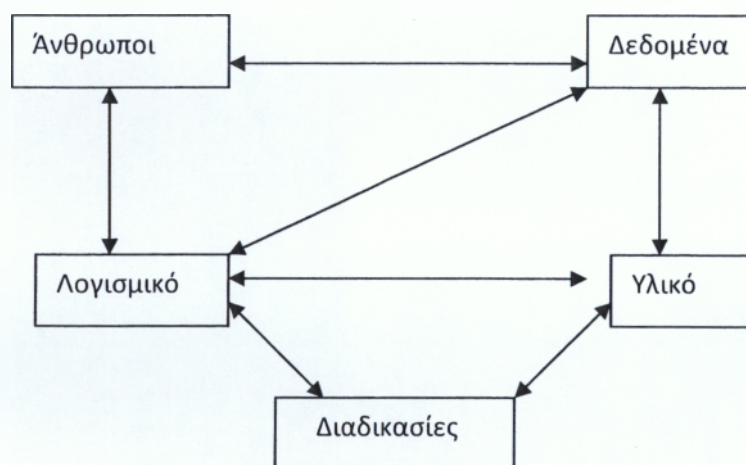 Άνθρωποι
Δεδομένα
Λογισμικό
Υλικό
Διαδικασίες